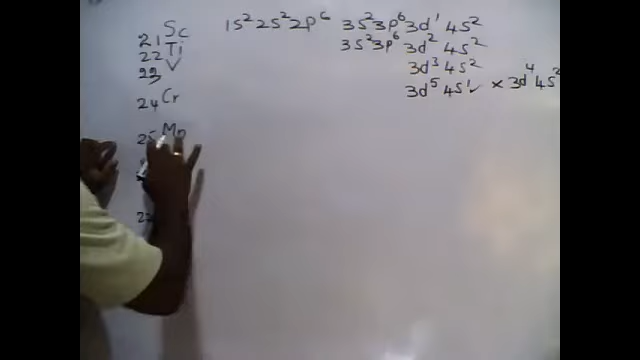 21 Sc 1s² 2s² 2p⁶ 3s² 3p⁶ 3d¹ 4s²
22 Ti 3s² 3p⁶ 3d² 4s²
23 V 3d³ 4s²
24 Cr 3d⁵ 4s¹ ✓ × 3d⁴ 4s²
25 Mn